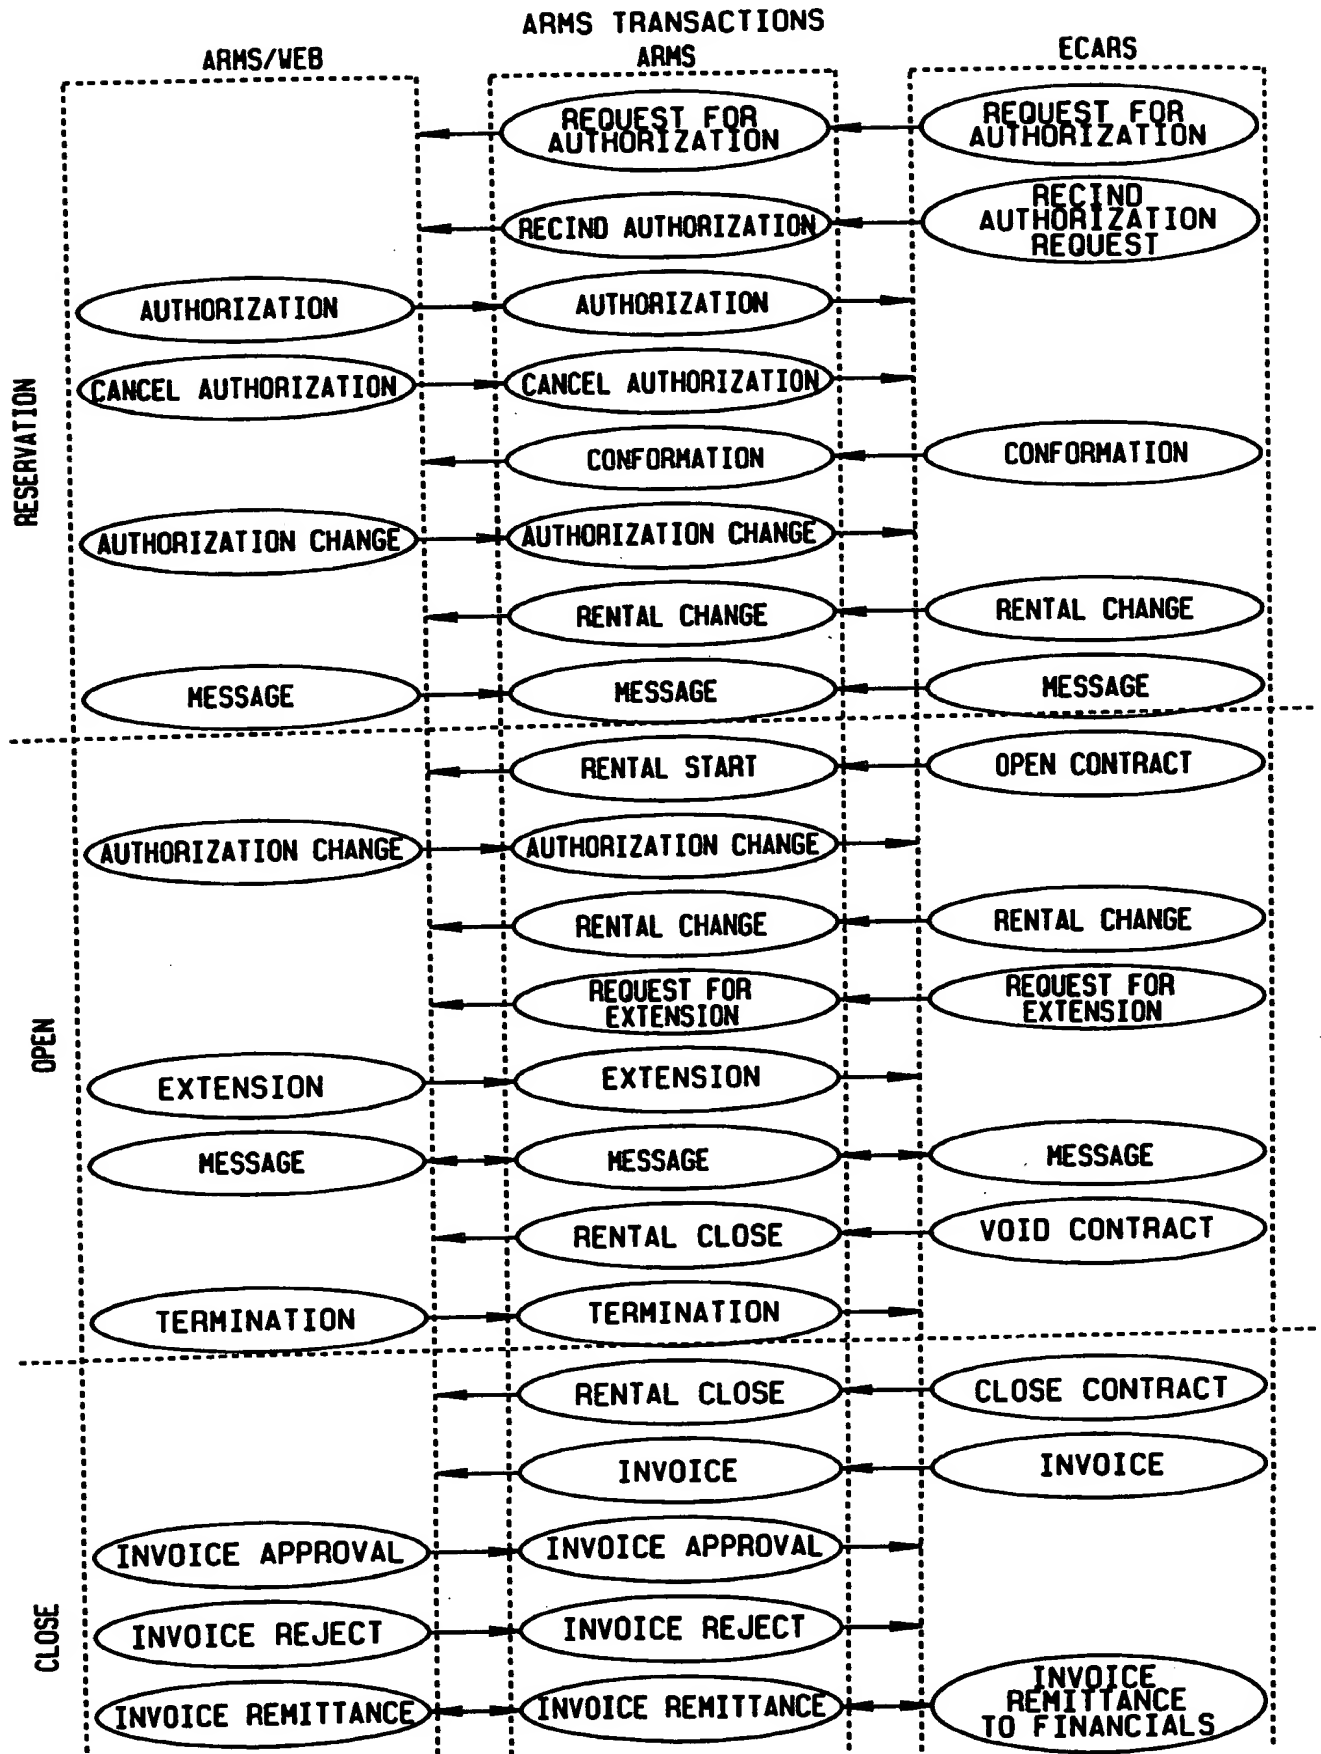 ARMS TRANSACTIONS
ARMS/WEB
ARMS
ECARS
RESERVATION
REQUEST FOR
AUTHORIZATION
REQUEST FOR
AUTHORIZATION
RECIND AUTHORIZATION
RECIND
AUTHORIZATION
REQUEST
AUTHORIZATION
AUTHORIZATION
CANCEL AUTHORIZATION
CANCEL AUTHORIZATION
CONFORMATION
CONFORMATION
AUTHORIZATION CHANGE
AUTHORIZATION CHANGE
RENTAL CHANGE
RENTAL CHANGE
MESSAGE
MESSAGE
MESSAGE
OPEN
RENTAL START
OPEN CONTRACT
AUTHORIZATION CHANGE
AUTHORIZATION CHANGE
RENTAL CHANGE
RENTAL CHANGE
REQUEST FOR
EXTENSION
REQUEST FOR
EXTENSION
EXTENSION
EXTENSION
MESSAGE
MESSAGE
MESSAGE
RENTAL CLOSE
VOID CONTRACT
TERMINATION
TERMINATION
CLOSE
RENTAL CLOSE
CLOSE CONTRACT
INVOICE
INVOICE
INVOICE APPROVAL
INVOICE APPROVAL
INVOICE REJECT
INVOICE REJECT
INVOICE REMITTANCE
INVOICE REMITTANCE
INVOICE
REMITTANCE
TO FINANCIALS